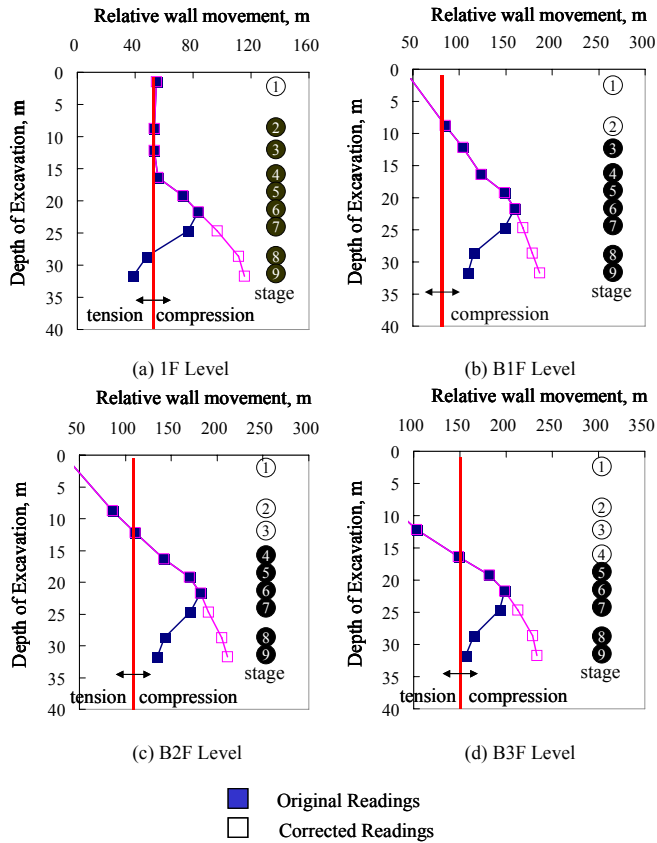 Relative wall movement, m
0 40 80 120 160
0
5
10
15
20
25
30
35
40
Depth of Excavation, m
1
2
3
4
5
6
7
8
9
stage
tension compression
(a) 1F Level
Relative wall movement, m
50 100 150 200 250 300
0
5
10
15
20
25
30
35
40
Depth of Excavation, m
1
2
3
4
5
6
7
8
9
stage
compression
(b) B1F Level
Relative wall movement, m
50 100 150 200 250 300
0
5
10
15
20
25
30
35
40
Depth of Excavation, m
1
2
3
4
5
6
7
8
9
stage
tension compression
(c) B2F Level
Relative wall movement, m
100 150 200 250 300 350
0
5
10
15
20
25
30
35
40
Depth of Excavation, m
1
2
3
4
5
6
7
8
9
stage
tension compression
(d) B3F Level
Original Readings
Corrected Readings